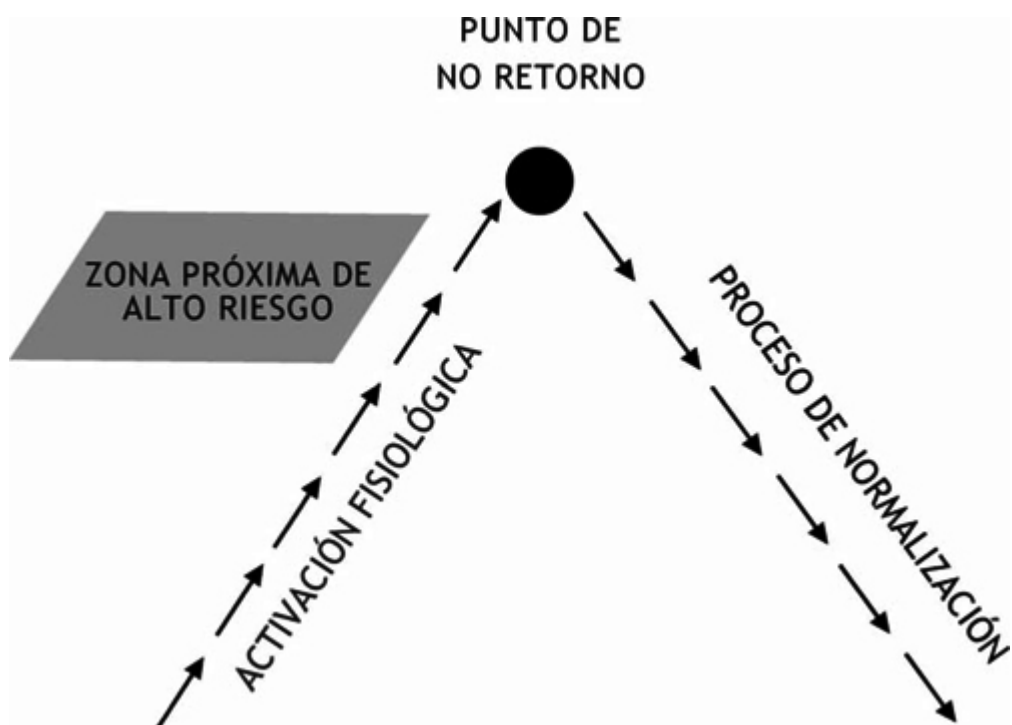 PUNTO DE
NO RETORNO
ZONA PRÓXIMA DE
ALTO RIESGO
ACTIVACIÓN FISIOLÓGICA
PROCESO DE NORMALIZACIÓN